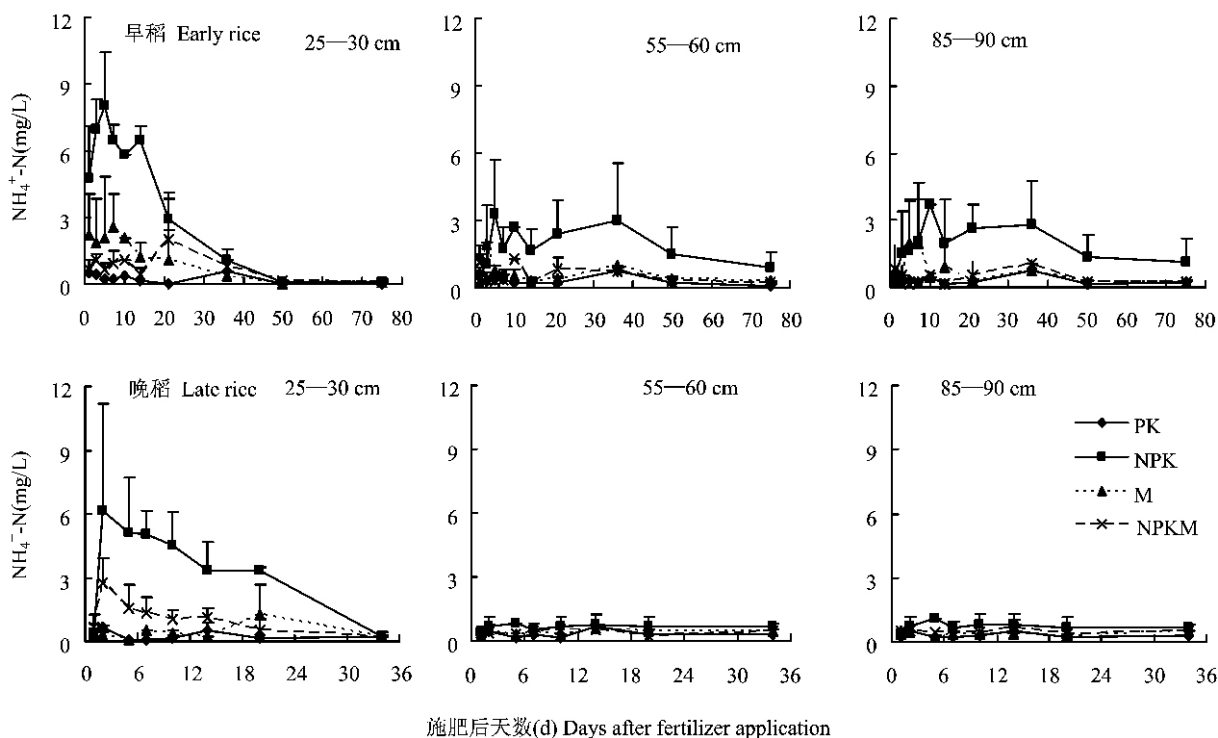 早稻 Early rice 25—30 cm
55—60 cm
85—90 cm
NH₄⁺-N(mg/L)
12
9
6
3
0
0 10 20 30 40 50 60 70 80
12
9
6
3
0
0 10 20 30 40 50 60 70 80
12
9
6
3
0
0 10 20 30 40 50 60 70 80
晚稻 Late rice 25—30 cm
55—60 cm
85—90 cm
NH₄⁻-N(mg/L)
12
9
6
3
0
0 6 12 18 24 30 36
12
9
6
3
0
0 6 12 18 24 30 36
12
9
6
3
0
0 6 12 18 24 30 36
PK
NPK
M
NPKM
施肥后天数(d) Days after fertilizer application